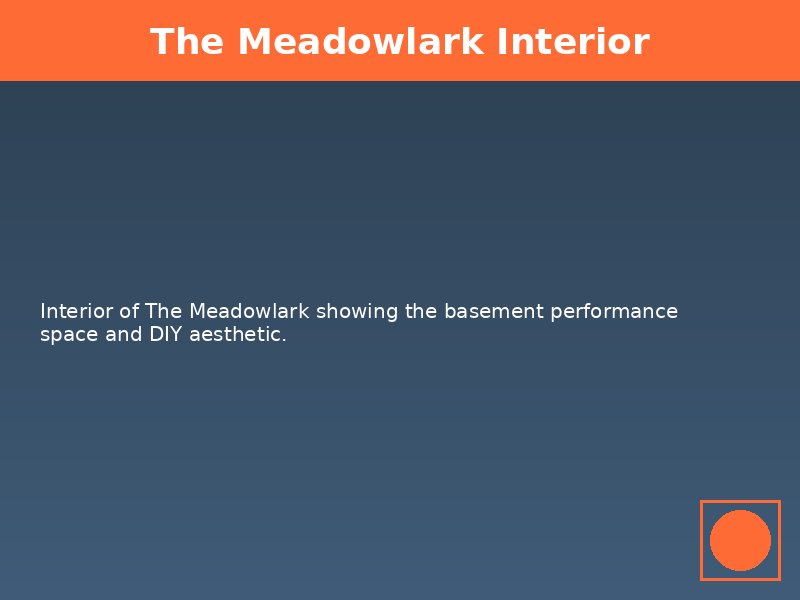 The Meadowlark Interior
Interior of The Meadowlark showing the basement performance
space and DIY aesthetic.